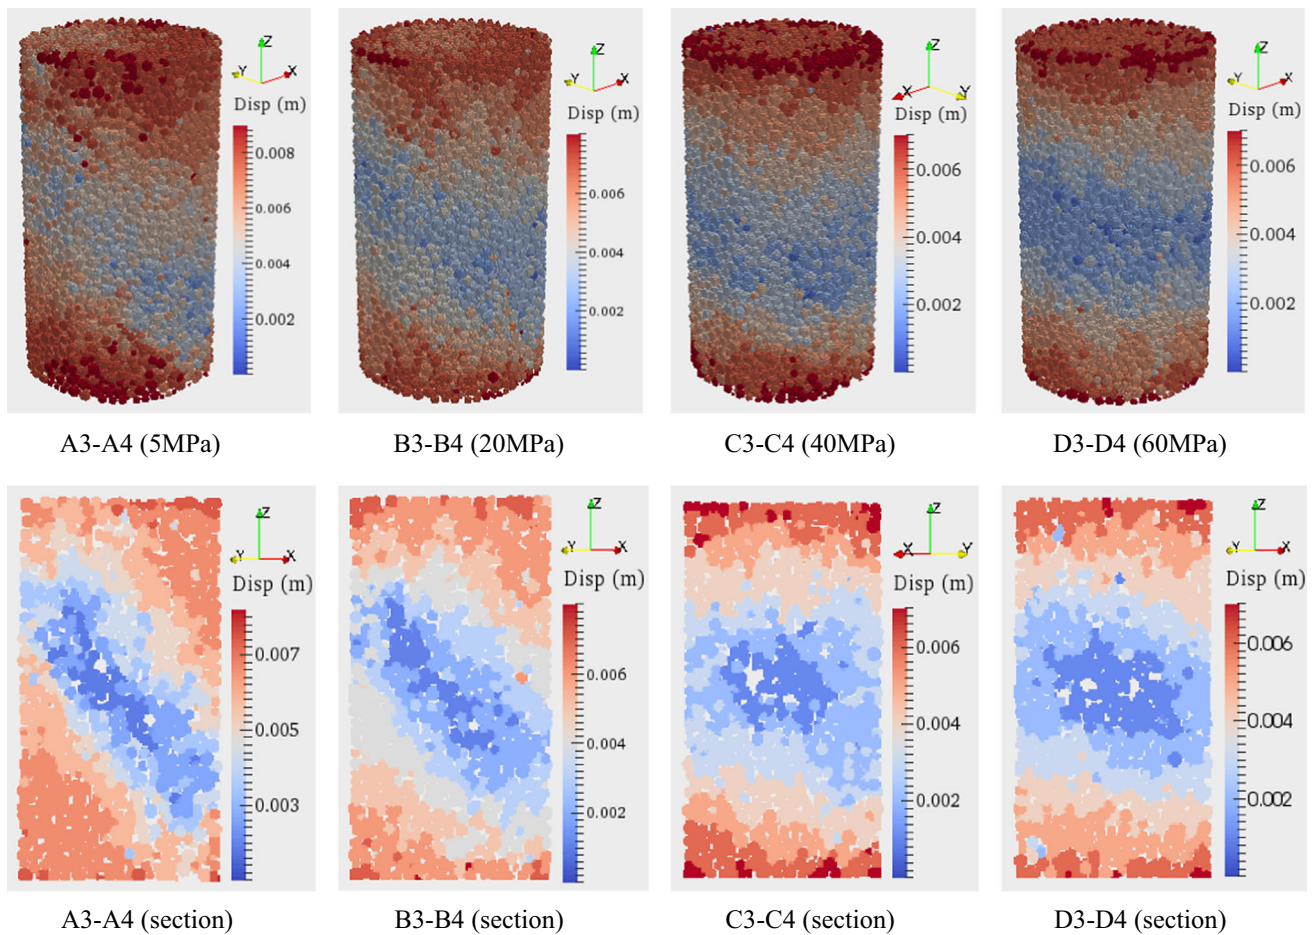 Z
Y
X
Disp (m)
0.008
0.006
0.004
0.002
A3-A4 (5MPa)
Z
Y
X
Disp (m)
0.006
0.004
0.002
B3-B4 (20MPa)
Z
X
Y
Disp (m)
0.006
0.004
0.002
C3-C4 (40MPa)
Z
Y
X
Disp (m)
0.006
0.004
0.002
D3-D4 (60MPa)
Z
Y
X
Disp (m)
0.007
0.005
0.003
A3-A4 (section)
Z
Y
X
Disp (m)
0.006
0.004
0.002
B3-B4 (section)
Z
X
Y
Disp (m)
0.006
0.004
0.002
C3-C4 (section)
Z
Y
X
Disp (m)
0.006
0.004
0.002
D3-D4 (section)